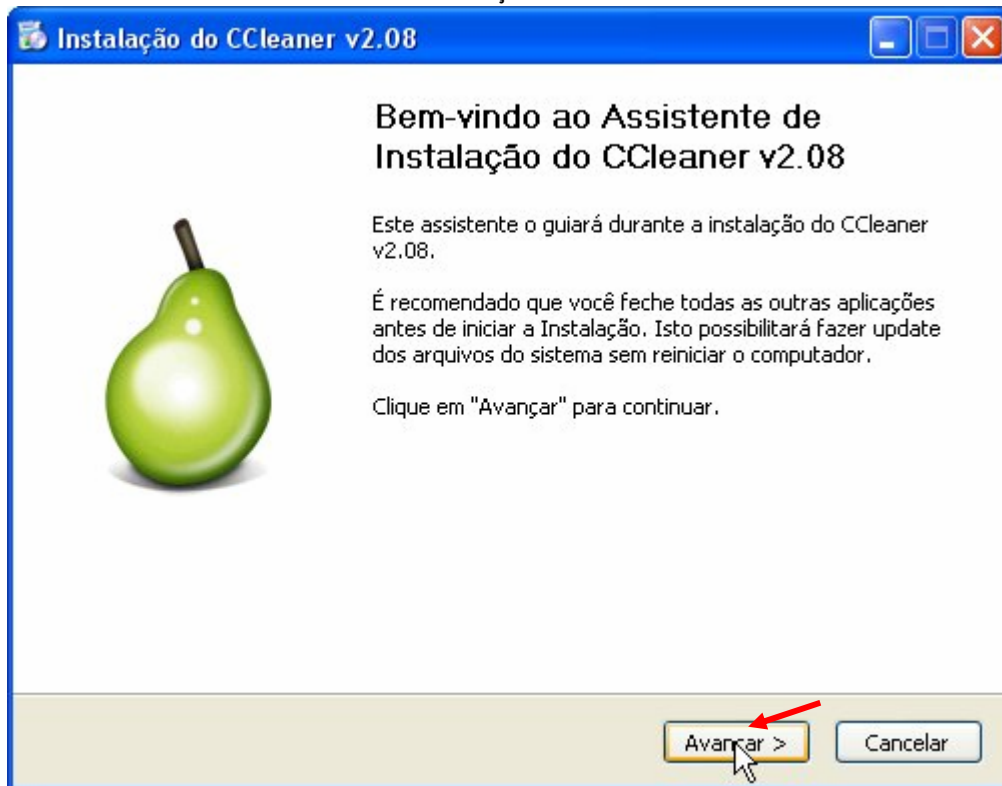 Instalação do CCleaner v2.08
Bem-vindo ao Assistente de
Instalação do CCleaner v2.08
Este assistente o guiará durante a instalação do CCleaner
v2.08.
É recomendado que você feche todas as outras aplicações
antes de iniciar a Instalação. Isto possibilitará fazer update
dos arquivos do sistema sem reiniciar o computador.
Clique em "Avançar" para continuar.
Avançar > Cancelar